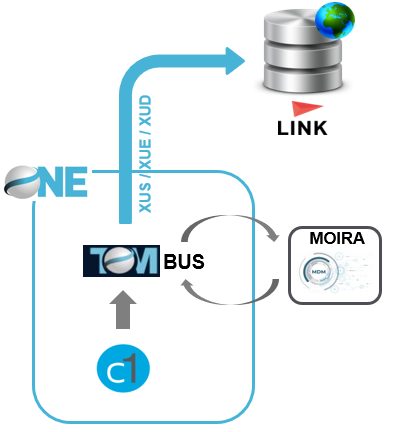 LINK
XUS / XUE / XUD
ONE
TOM BUS
MOIRA
MDM
c1